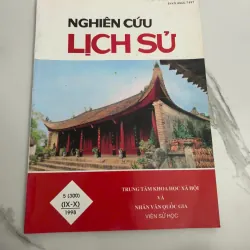 NGHIÊN CỨU
LỊCH SỬ
5 (300)
(IX-X)
1998
TRUNG TÂM KHOA HỌC XÃ HỘI
VÀ
NHÂN VĂN QUỐC GIA
VIỆN SỬ HỌC